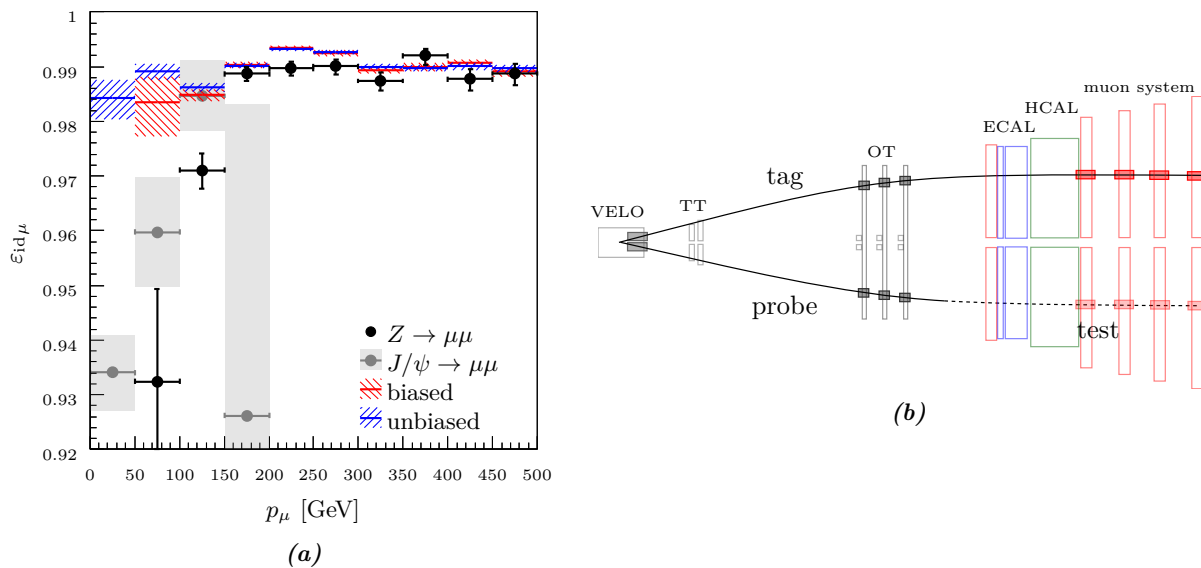 1
0.99
0.98
0.97
0.96
0.95
0.94
0.93
0.92
ε_{idμ}
0 50 100 150 200 250 300 350 400 450 500
p_μ [GeV]
Z → μμ
J/ψ → μμ
biased
unbiased
(a)
muon system
HCAL
ECAL
OT
TT
VELO
tag
probe
test
(b)